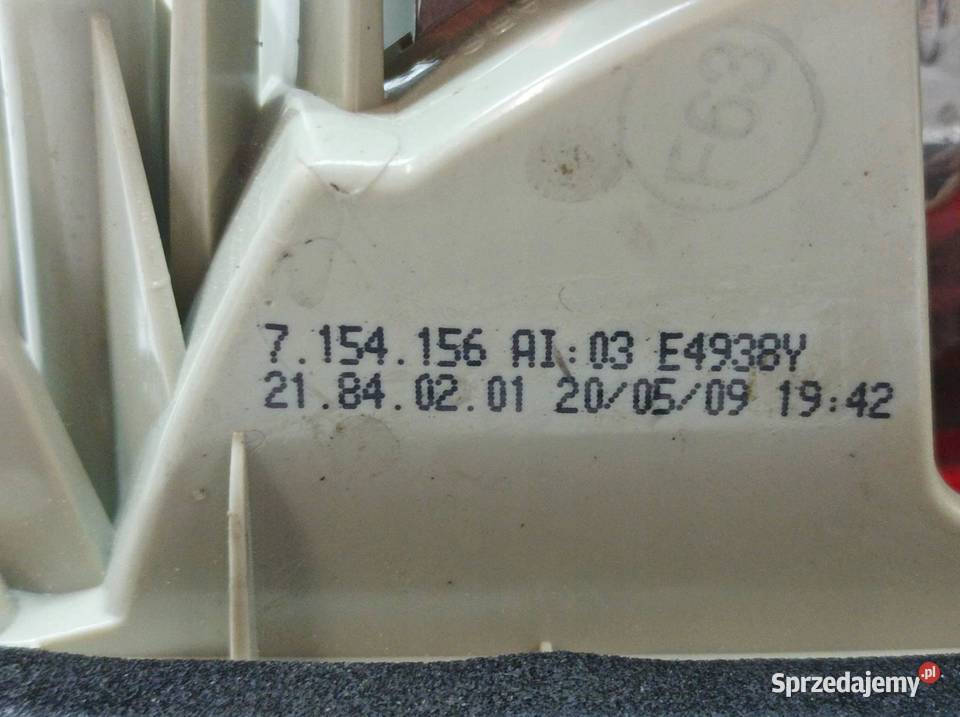 F63
7.154.156 AI:03 E4938Y
21.84.02.01 20/05/09 19:42
Sprzedajemy.pl